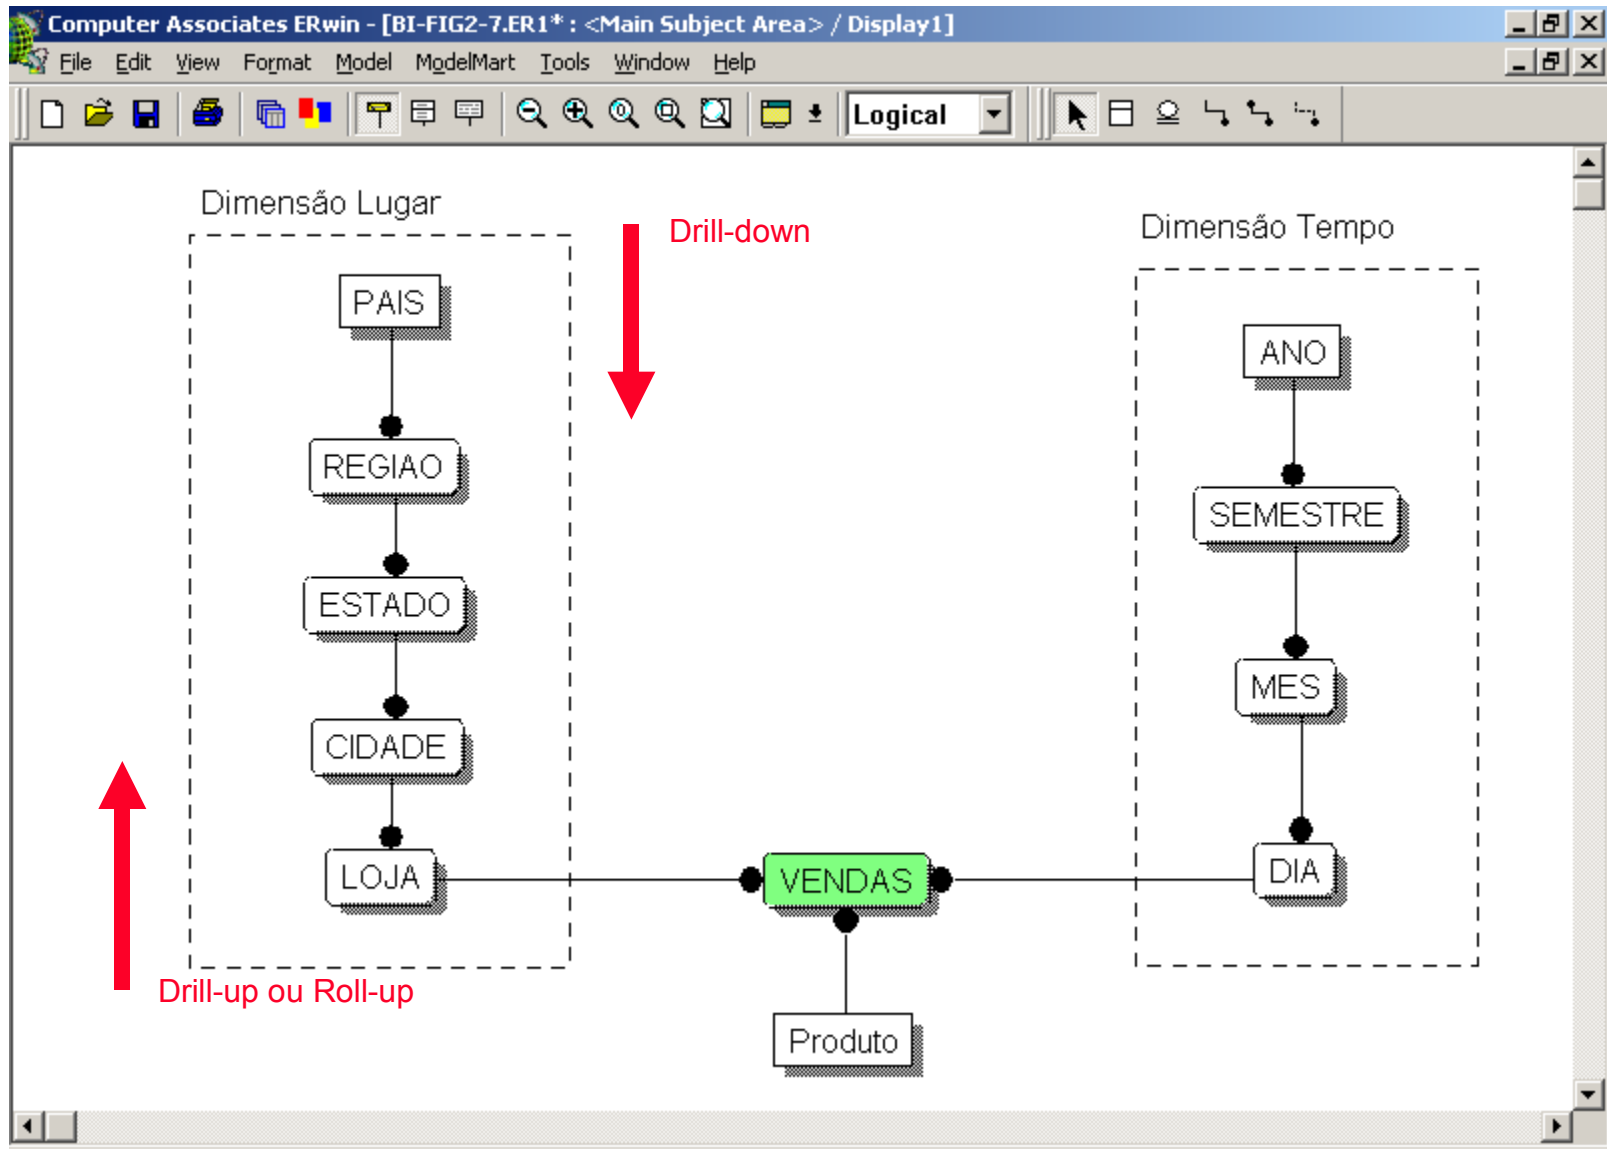 Computer Associates ERwin - [BI-FIG2-7.ER1* : <Main Subject Area> / Display1]
File Edit View Format Model ModelMart Tools Window Help
Logical
Dimensão Lugar
Drill-down
Dimensão Tempo
PAIS
ANO
REGIAO
SEMESTRE
ESTADO
MES
CIDADE
LOJA
VENDAS
DIA
Drill-up ou Roll-up
Produto